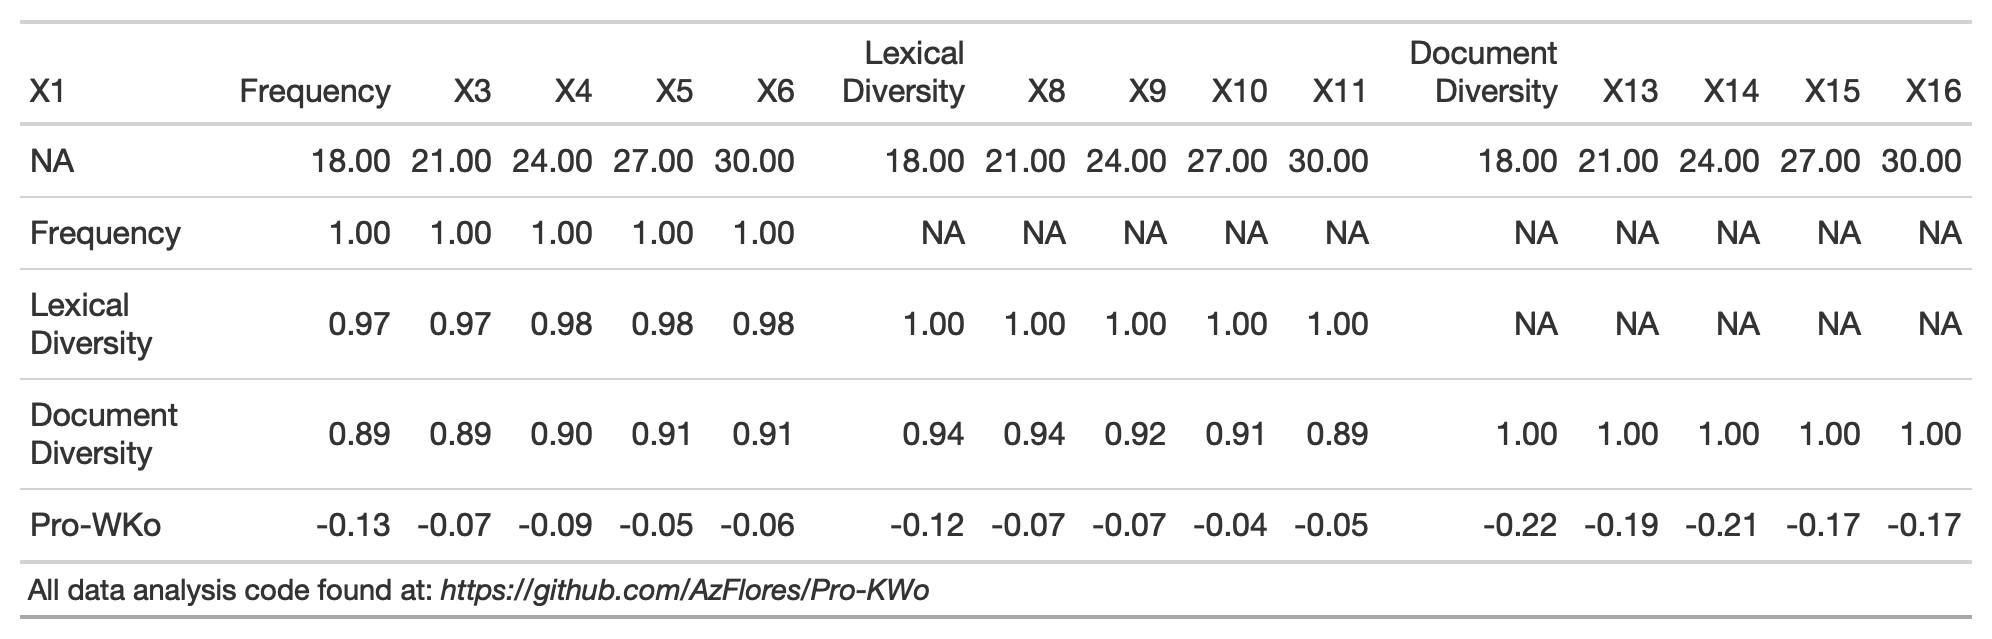 Lexical Document
X1 Frequency X3 X4 X5 X6 Diversity X8 X9 X10 X11 Diversity X13 X14 X15 X16
NA 18.00 21.00 24.00 27.00 30.00 18.00 21.00 24.00 27.00 30.00 18.00 21.00 24.00 27.00 30.00
Frequency 1.00 1.00 1.00 1.00 1.00 NA NA NA NA NA NA NA NA NA NA
Lexical
Diversity 0.97 0.97 0.98 0.98 0.98 1.00 1.00 1.00 1.00 1.00 NA NA NA NA NA
Document
Diversity 0.89 0.89 0.90 0.91 0.91 0.94 0.94 0.92 0.91 0.89 1.00 1.00 1.00 1.00 1.00
Pro-WKo -0.13 -0.07 -0.09 -0.05 -0.06 -0.12 -0.07 -0.07 -0.04 -0.05 -0.22 -0.19 -0.21 -0.17 -0.17
All data analysis code found at: https://github.com/AzFlores/Pro-KWo